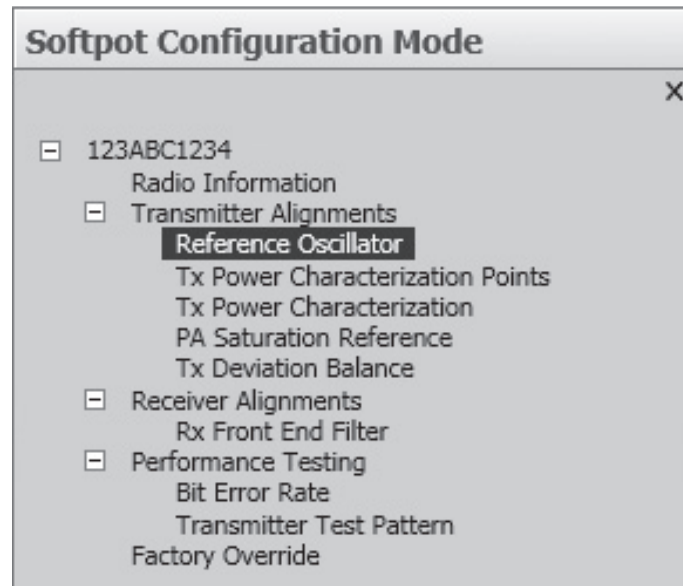 Softpot Configuration Mode
X
123ABC1234
Radio Information
Transmitter Alignments
Reference Oscillator
Tx Power Characterization Points
Tx Power Characterization
PA Saturation Reference
Tx Deviation Balance
Receiver Alignments
Rx Front End Filter
Performance Testing
Bit Error Rate
Transmitter Test Pattern
Factory Override